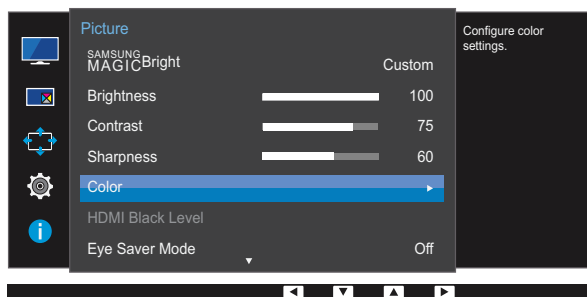 Picture
SAMSUNG
MAGICBright Custom
Brightness 100
Contrast 75
Sharpness 60
Color
HDMI Black Level
Eye Saver Mode Off
Configure color
settings.